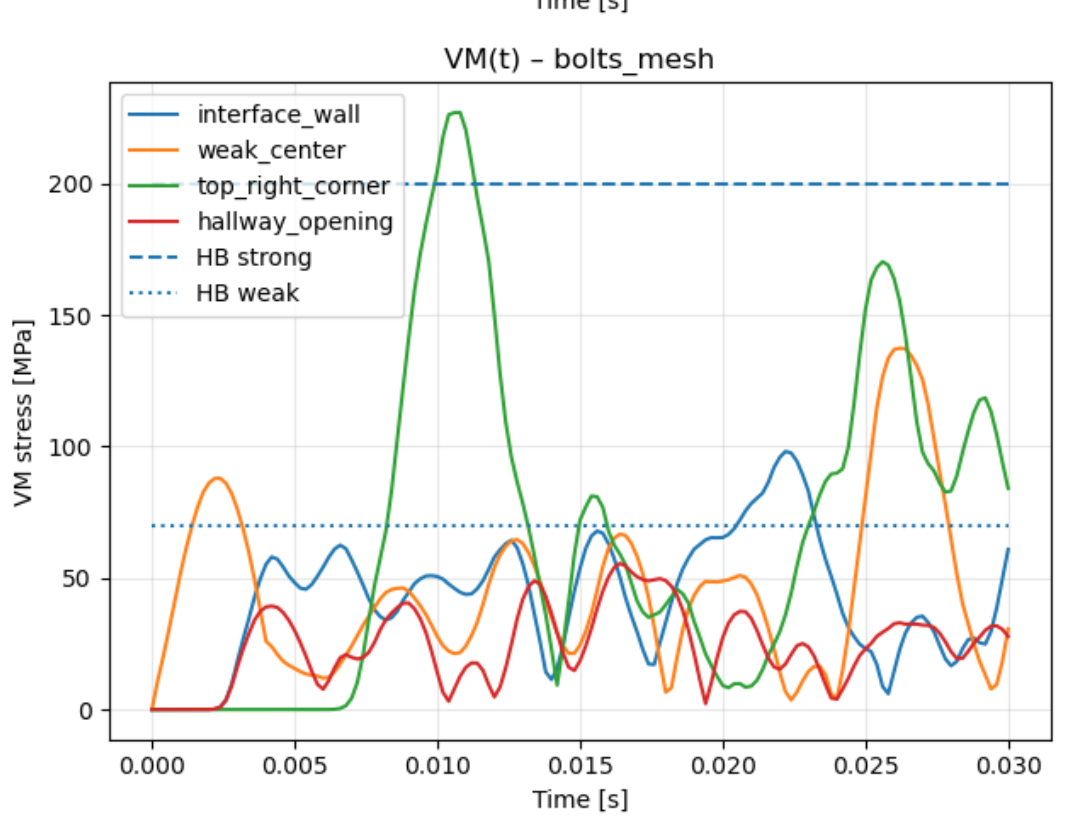 Time [s]
VM(t) – bolts_mesh
interface_wall
weak_center
top_right_corner
hallway_opening
HB strong
HB weak
VM stress [MPa]
200
150
100
50
0
0.000 0.005 0.010 0.015 0.020 0.025 0.030
Time [s]